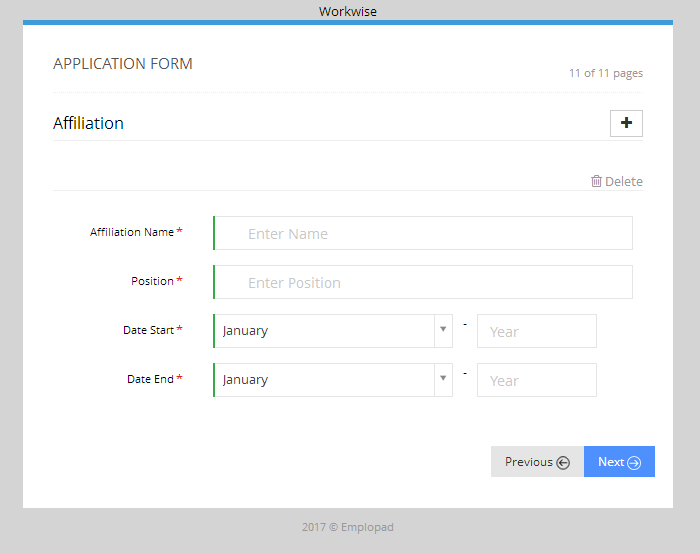 Workwise
APPLICATION FORM
11 of 11 pages
Affiliation
+
Delete
Affiliation Name * Enter Name
Position * Enter Position
Date Start * January - Year
Date End * January - Year
Previous Next
2017 © Emplopad